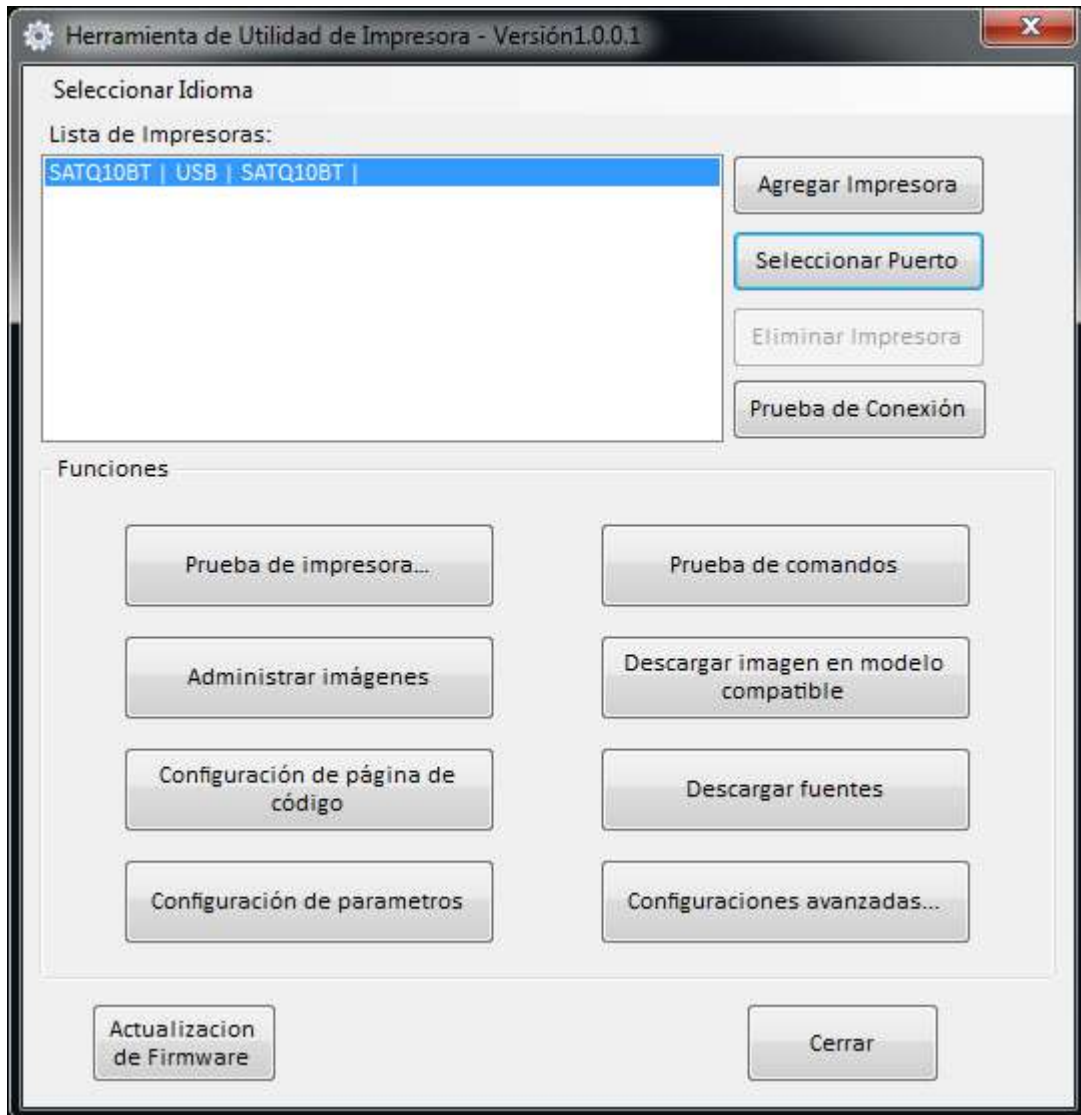 Herramienta de Utilidad de Impresora - Versión1.0.0.1
Seleccionar Idioma
Lista de Impresoras:
SATQ10BT | USB | SATQ10BT |
Agregar Impresora
Seleccionar Puerto
Eliminar Impresora
Prueba de Conexión
Funciones
Prueba de impresora...
Prueba de comandos
Administrar imágenes
Descargar imagen en modelo
compatible
Configuración de página de
código
Descargar fuentes
Configuración de parametros
Configuraciones avanzadas...
Actualizacion
de Firmware
Cerrar